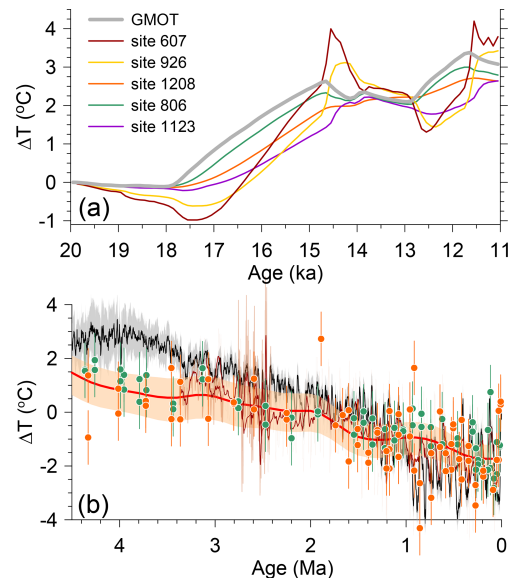 GMOT
site 607
site 926
site 1208
site 806
site 1123
ΔT (ºC)
4
3
2
1
0
-1
(a)
20 19 18 17 16 15 14 13 12 11
Age (ka)
ΔT (ºC)
4
2
0
-2
-4
(b)
4 3 2 1 0
Age (Ma)